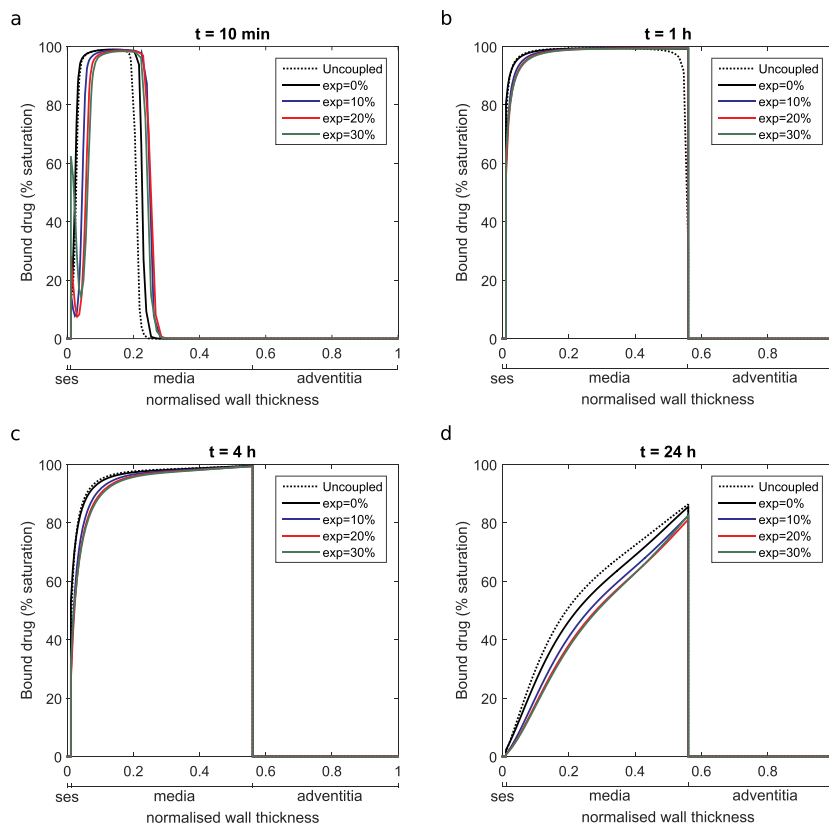 a
t = 10 min
Bound drug (% saturation)
100
80
60
40
20
0
Uncoupled
exp=0%
exp=10%
exp=20%
exp=30%
0 0.2 0.4 0.6 0.8 1
ses media adventitia
normalised wall thickness
b
t = 1 h
Bound drug (% saturation)
100
80
60
40
20
0
Uncoupled
exp=0%
exp=10%
exp=20%
exp=30%
0 0.2 0.4 0.6 0.8
ses media adventitia
normalised wall thickness
c
t = 4 h
Bound drug (% saturation)
100
80
60
40
20
0
Uncoupled
exp=0%
exp=10%
exp=20%
exp=30%
0 0.2 0.4 0.6 0.8 1
ses media adventitia
normalised wall thickness
d
t = 24 h
Bound drug (% saturation)
100
80
60
40
20
0
Uncoupled
exp=0%
exp=10%
exp=20%
exp=30%
0 0.2 0.4 0.6 0.8
ses media adventitia
normalised wall thickness